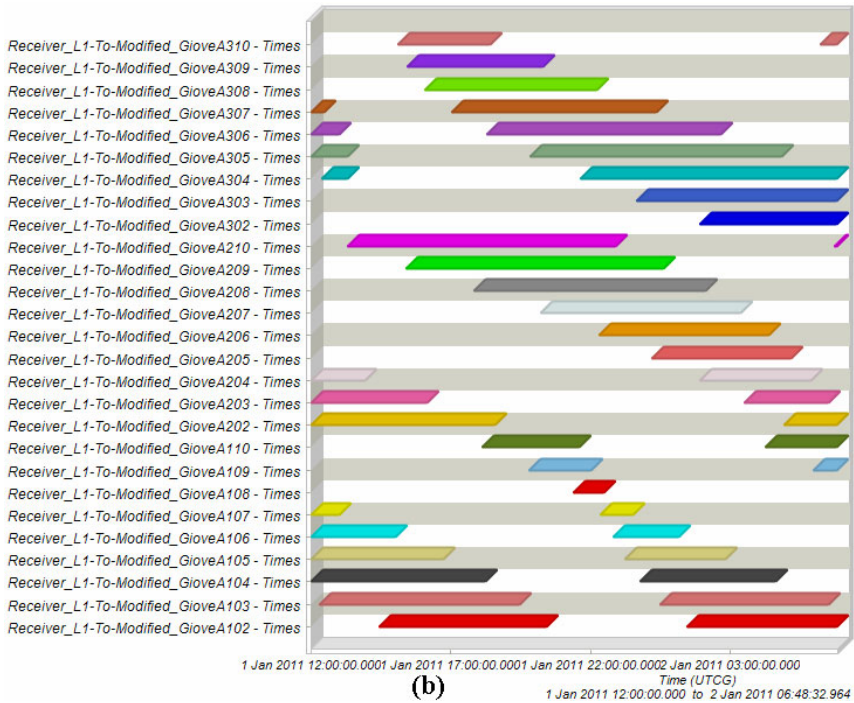 Receiver_L1-To-Modified_GioveA310 - Times
Receiver_L1-To-Modified_GioveA309 - Times
Receiver_L1-To-Modified_GioveA308 - Times
Receiver_L1-To-Modified_GioveA307 - Times
Receiver_L1-To-Modified_GioveA306 - Times
Receiver_L1-To-Modified_GioveA305 - Times
Receiver_L1-To-Modified_GioveA304 - Times
Receiver_L1-To-Modified_GioveA303 - Times
Receiver_L1-To-Modified_GioveA302 - Times
Receiver_L1-To-Modified_GioveA210 - Times
Receiver_L1-To-Modified_GioveA209 - Times
Receiver_L1-To-Modified_GioveA208 - Times
Receiver_L1-To-Modified_GioveA207 - Times
Receiver_L1-To-Modified_GioveA206 - Times
Receiver_L1-To-Modified_GioveA205 - Times
Receiver_L1-To-Modified_GioveA204 - Times
Receiver_L1-To-Modified_GioveA203 - Times
Receiver_L1-To-Modified_GioveA202 - Times
Receiver_L1-To-Modified_GioveA110 - Times
Receiver_L1-To-Modified_GioveA109 - Times
Receiver_L1-To-Modified_GioveA108 - Times
Receiver_L1-To-Modified_GioveA107 - Times
Receiver_L1-To-Modified_GioveA106 - Times
Receiver_L1-To-Modified_GioveA105 - Times
Receiver_L1-To-Modified_GioveA104 - Times
Receiver_L1-To-Modified_GioveA103 - Times
Receiver_L1-To-Modified_GioveA102 - Times
1 Jan 2011 12:00:00.000 1 Jan 2011 17:00:00.000 1 Jan 2011 22:00:00.000 2 Jan 2011 03:00:00.000
Time (UTCG)
(b)
1 Jan 2011 12:00:00.000 to 2 Jan 2011 06:48:32.964